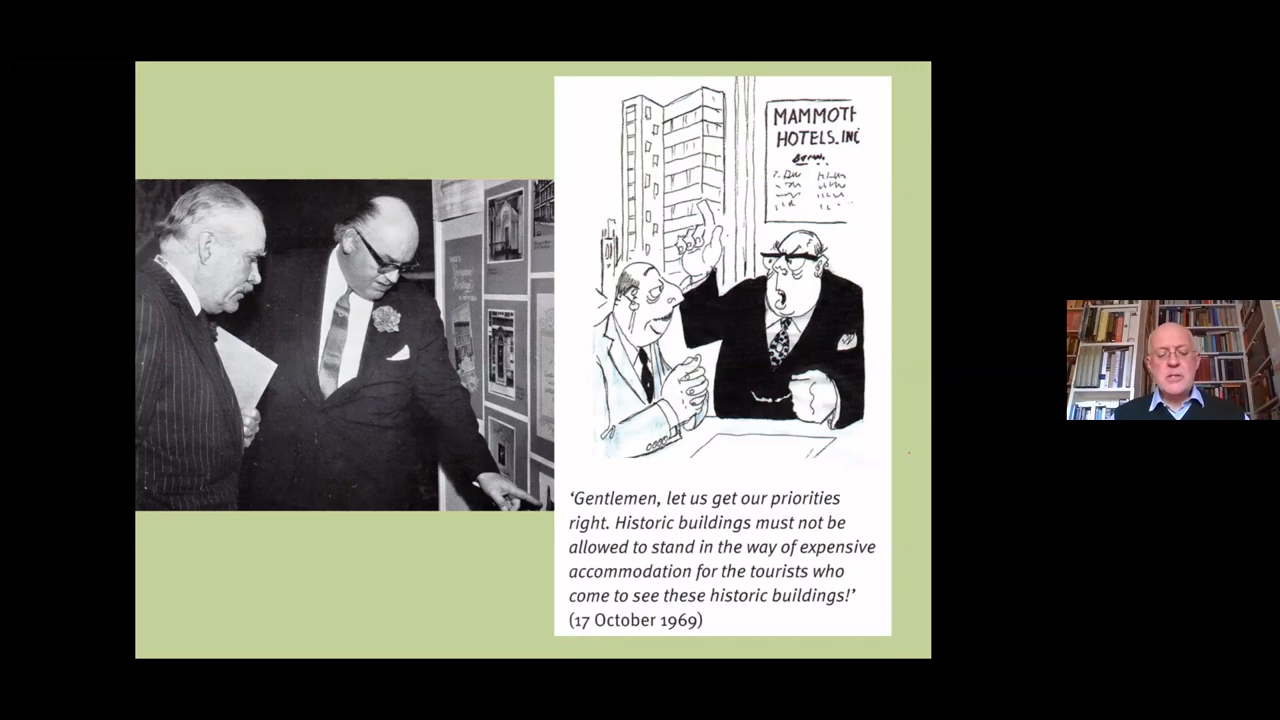 MAMMOTH
HOTELS. INC
‘Gentlemen, let us get our priorities
right. Historic buildings must not be
allowed to stand in the way of expensive
accommodation for the tourists who
come to see these historic buildings!’
(17 October 1969)